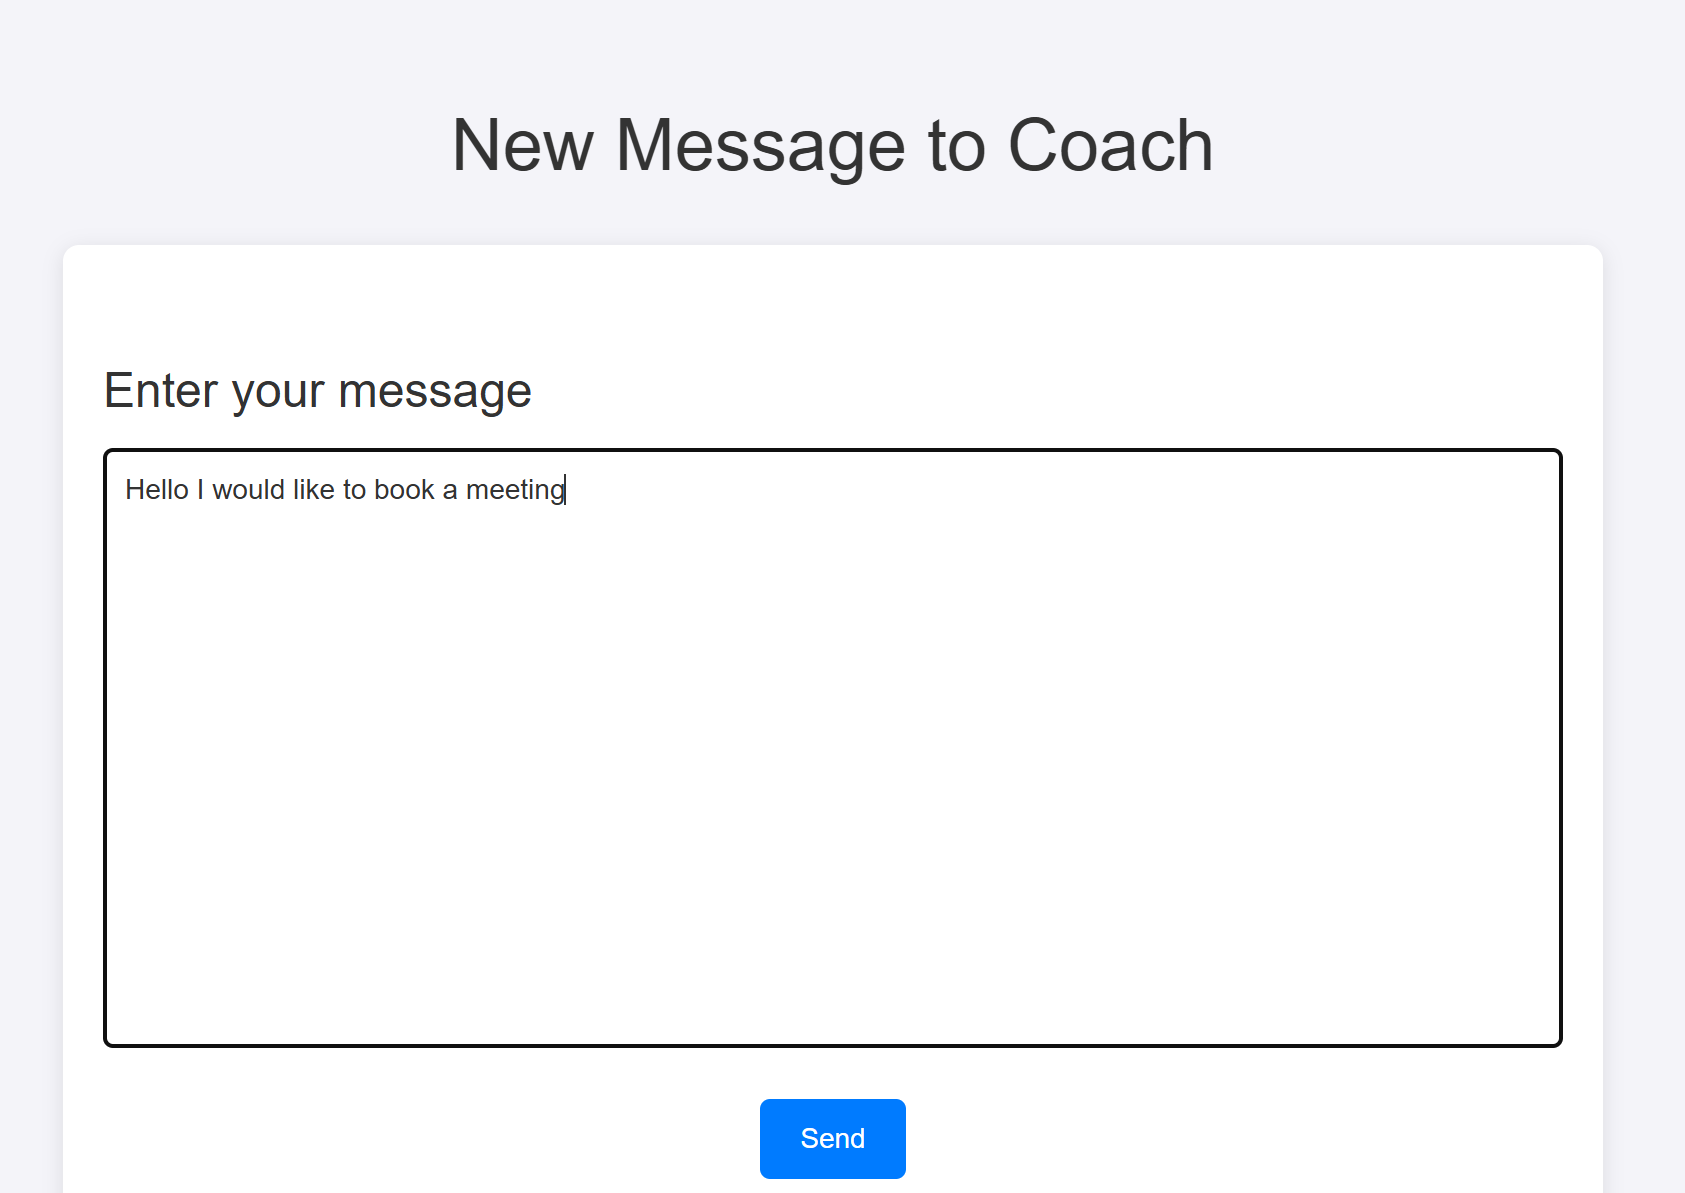 New Message to Coach
Enter your message
Hello I would like to book a meeting
Send